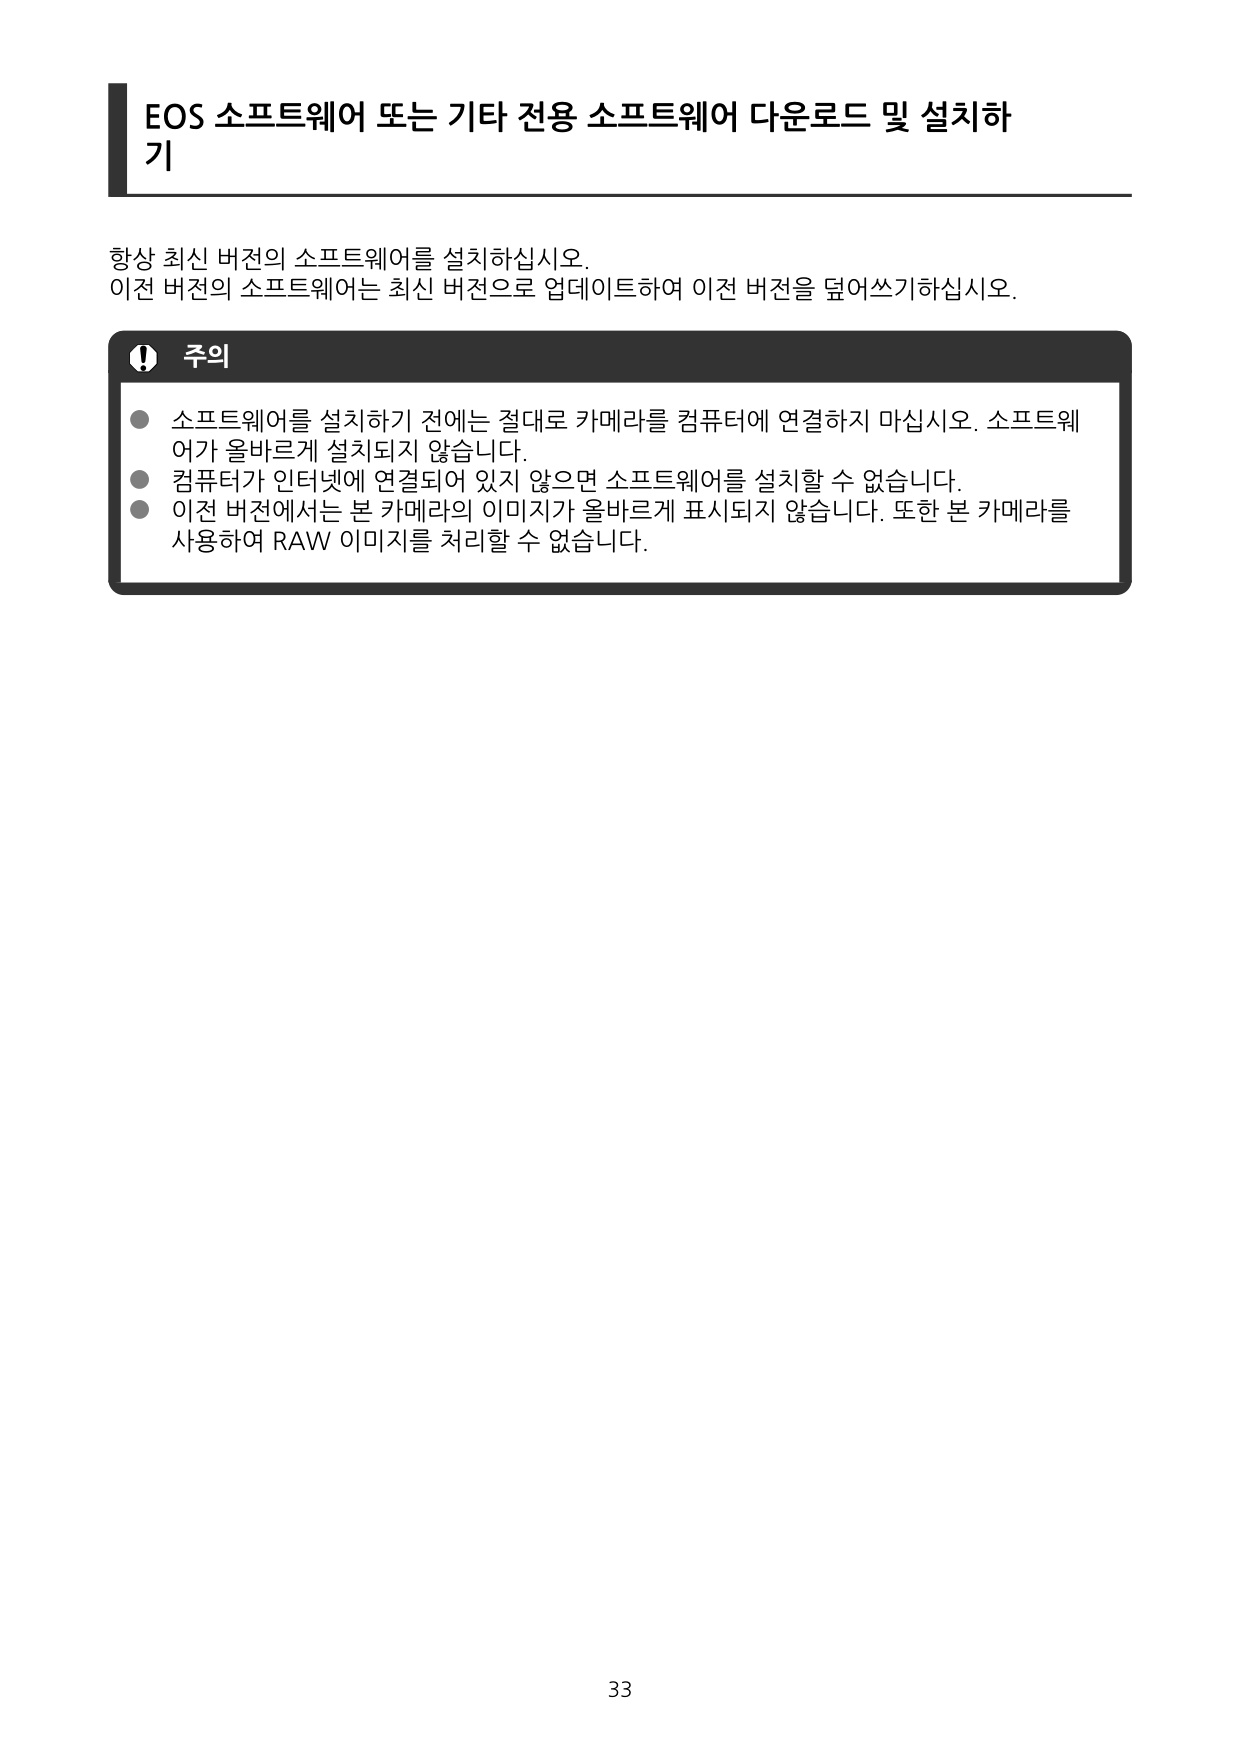 EOS 소프트웨어 또는 기타 전용 소프트웨어 다운로드 및 설치하
기
항상 최신 버전의 소프트웨어를 설치하십시오.
이전 버전의 소프트웨어는 최신 버전으로 업데이트하여 이전 버전을 덮어쓰기하십시오.
주의
● 소프트웨어를 설치하기 전에는 절대로 카메라를 컴퓨터에 연결하지 마십시오. 소프트웨
어가 올바르게 설치되지 않습니다.
● 컴퓨터가 인터넷에 연결되어 있지 않으면 소프트웨어를 설치할 수 없습니다.
● 이전 버전에서는 본 카메라의 이미지가 올바르게 표시되지 않습니다. 또한 본 카메라를
사용하여 RAW 이미지를 처리할 수 없습니다.
33